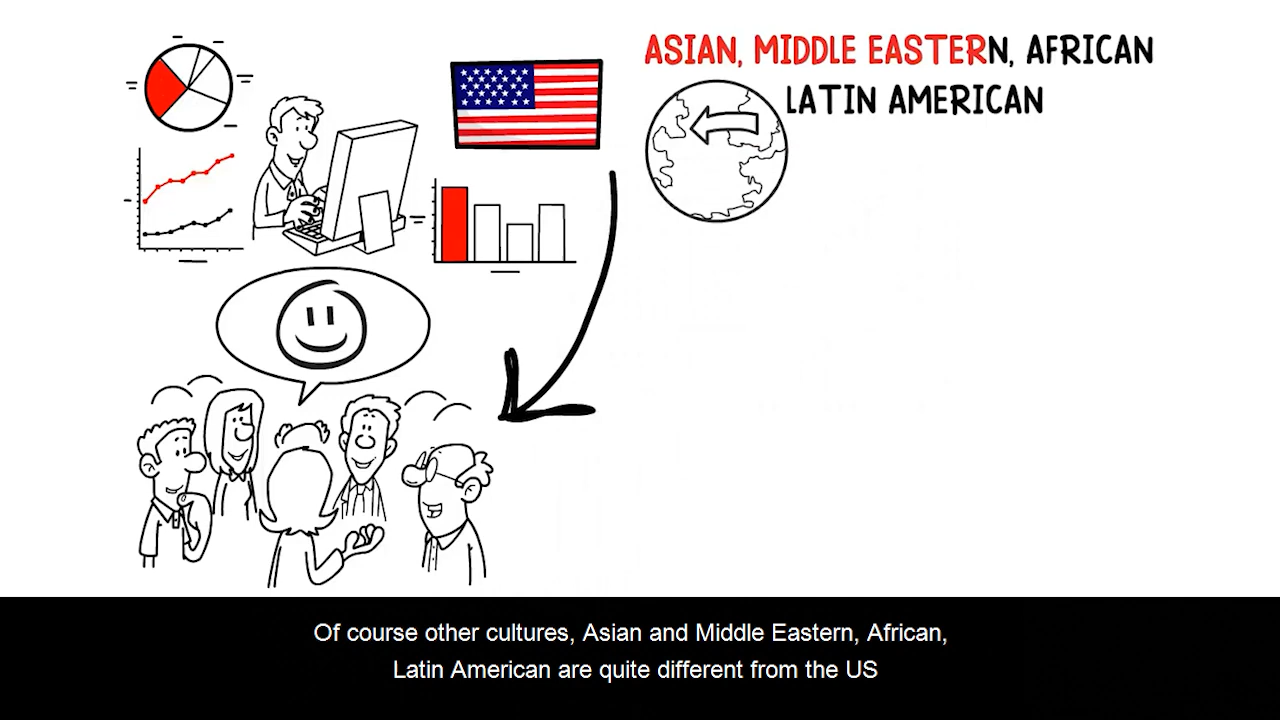 ASIAN, MIDDLE EASTERN, AFRICAN
LATIN AMERICAN
Of course other cultures, Asian and Middle Eastern, African,
Latin American are quite different from the US